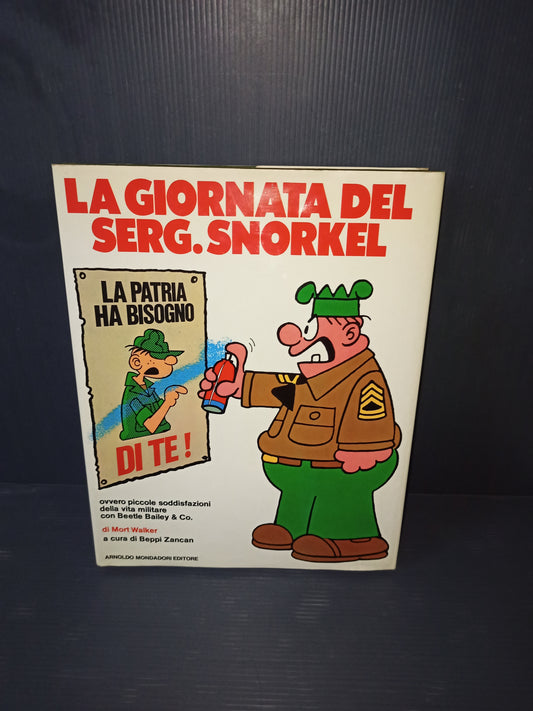 LA GIORNATA DEL
SERG. SNORKEL
LA PATRIA
HA BISOGNO
DI TE!
ovvero piccole soddisfazioni
della vita militare
con Beetle Bailey & Co.
di Mort Walker
a cura di Beppi Zancan
ARNOLDO MONDADORI EDITORE